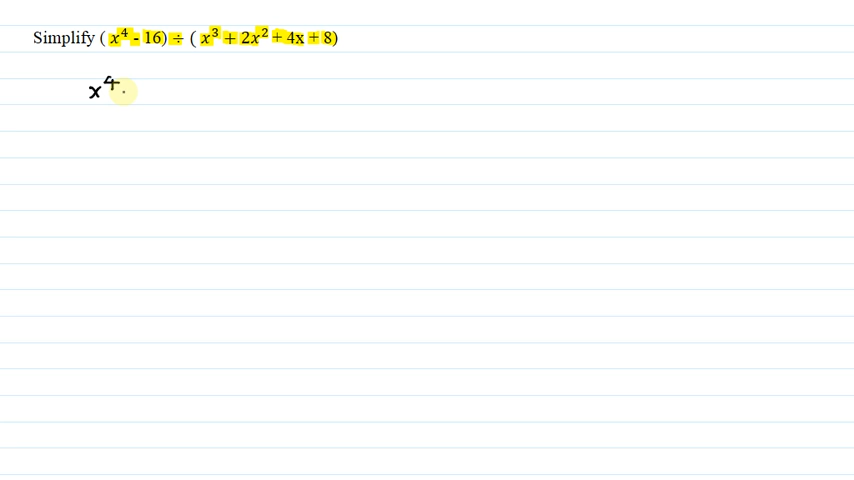 Simplify ( x⁴ - 16) ÷ ( x³ + 2x² + 4x + 8)
x⁴